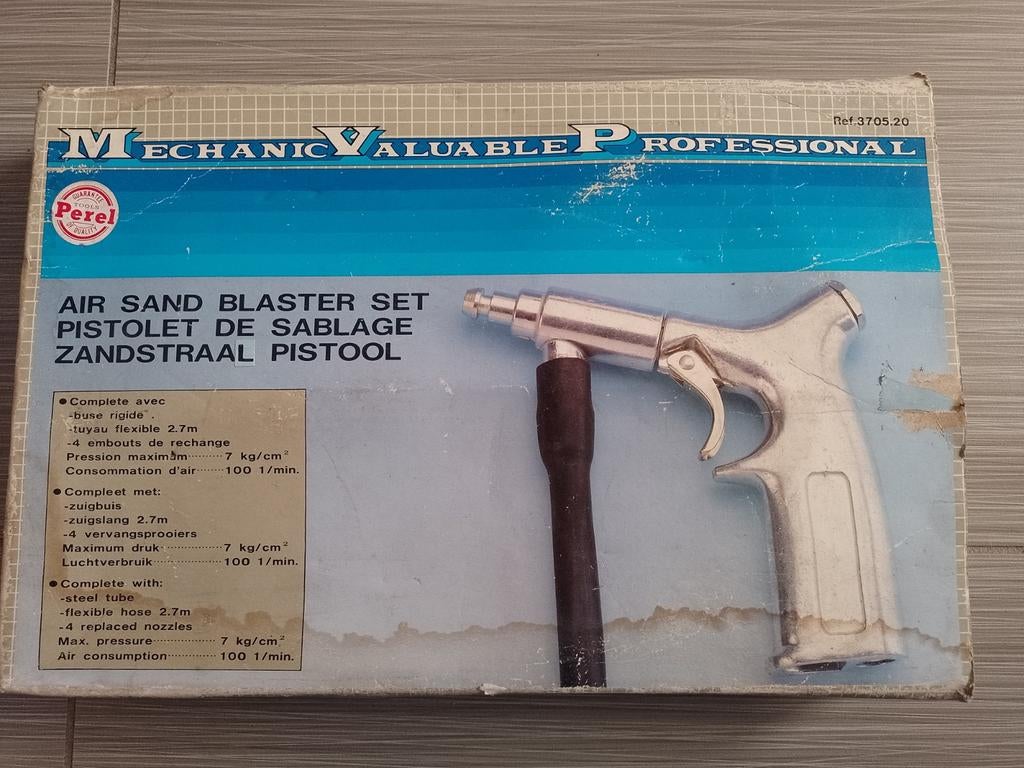 Ref.3705.20
MECHANIC VALUABLE PROFESSIONAL
GUARANTEE
TOOLS
Perel
OF QUALITY
AIR SAND BLASTER SET
PISTOLET DE SABLAGE
ZANDSTRAAL PISTOOL
● Complete avec
-buse rigide .
-tuyau flexible 2.7m
-4 embouts de rechange
Pression maximum·········7 kg/cm²
Consommation d'air······100 1/min.
● Compleet met:
-zuigbuis
-zuigslang 2.7m
-4 vervangsprooiers
Maximum druk················7 kg/cm²
Luchtverbruik·················100 1/min.
● Complete with:
-steel tube
-flexible hose 2.7m
-4 replaced nozzles
Max. pressure················7 kg/cm²
Air consumption·············100 1/min.